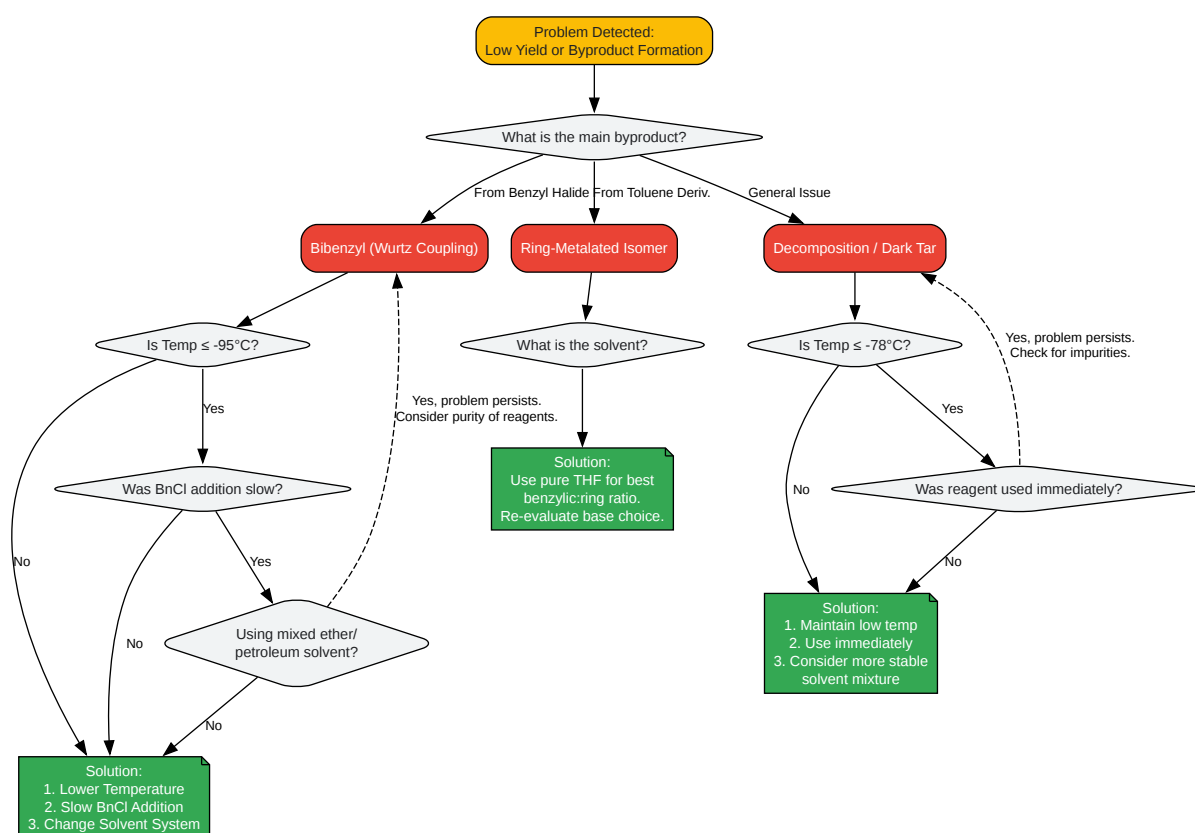 Problem Detected:
Low Yield or Byproduct Formation
What is the main byproduct?
From Benzyl Halide
From Toluene Deriv.
General Issue
Bibenzyl (Wurtz Coupling)
Ring-Metalated Isomer
Decomposition / Dark Tar
Is Temp ≤ -95°C?
What is the solvent?
Is Temp ≤ -78°C?
Yes, problem persists.
Check for impurities.
Yes
Yes, problem persists.
Consider purity of reagents.
Yes
Solution:
Use pure THF for best
benzylic:ring ratio.
Re-evaluate base choice.
Was BnCl addition slow?
No
Was reagent used immediately?
No
Yes
No
Solution:
1. Maintain low temp
2. Use immediately
3. Consider more stable
solvent mixture
Using mixed ether/
petroleum solvent?
No
No
Solution:
1. Lower Temperature
2. Slow BnCl Addition
3. Change Solvent System